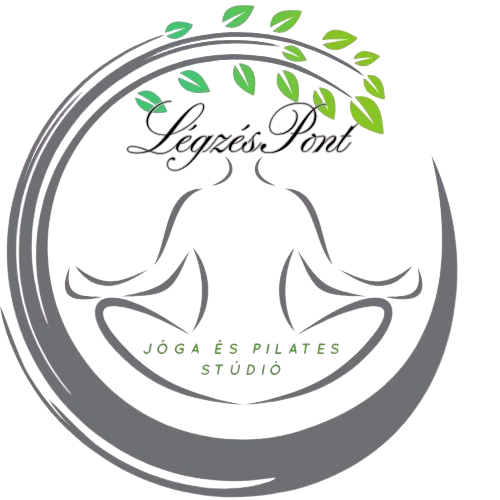 LégzésPont
JÓGA ÉS PILATES
STÚDIÓ